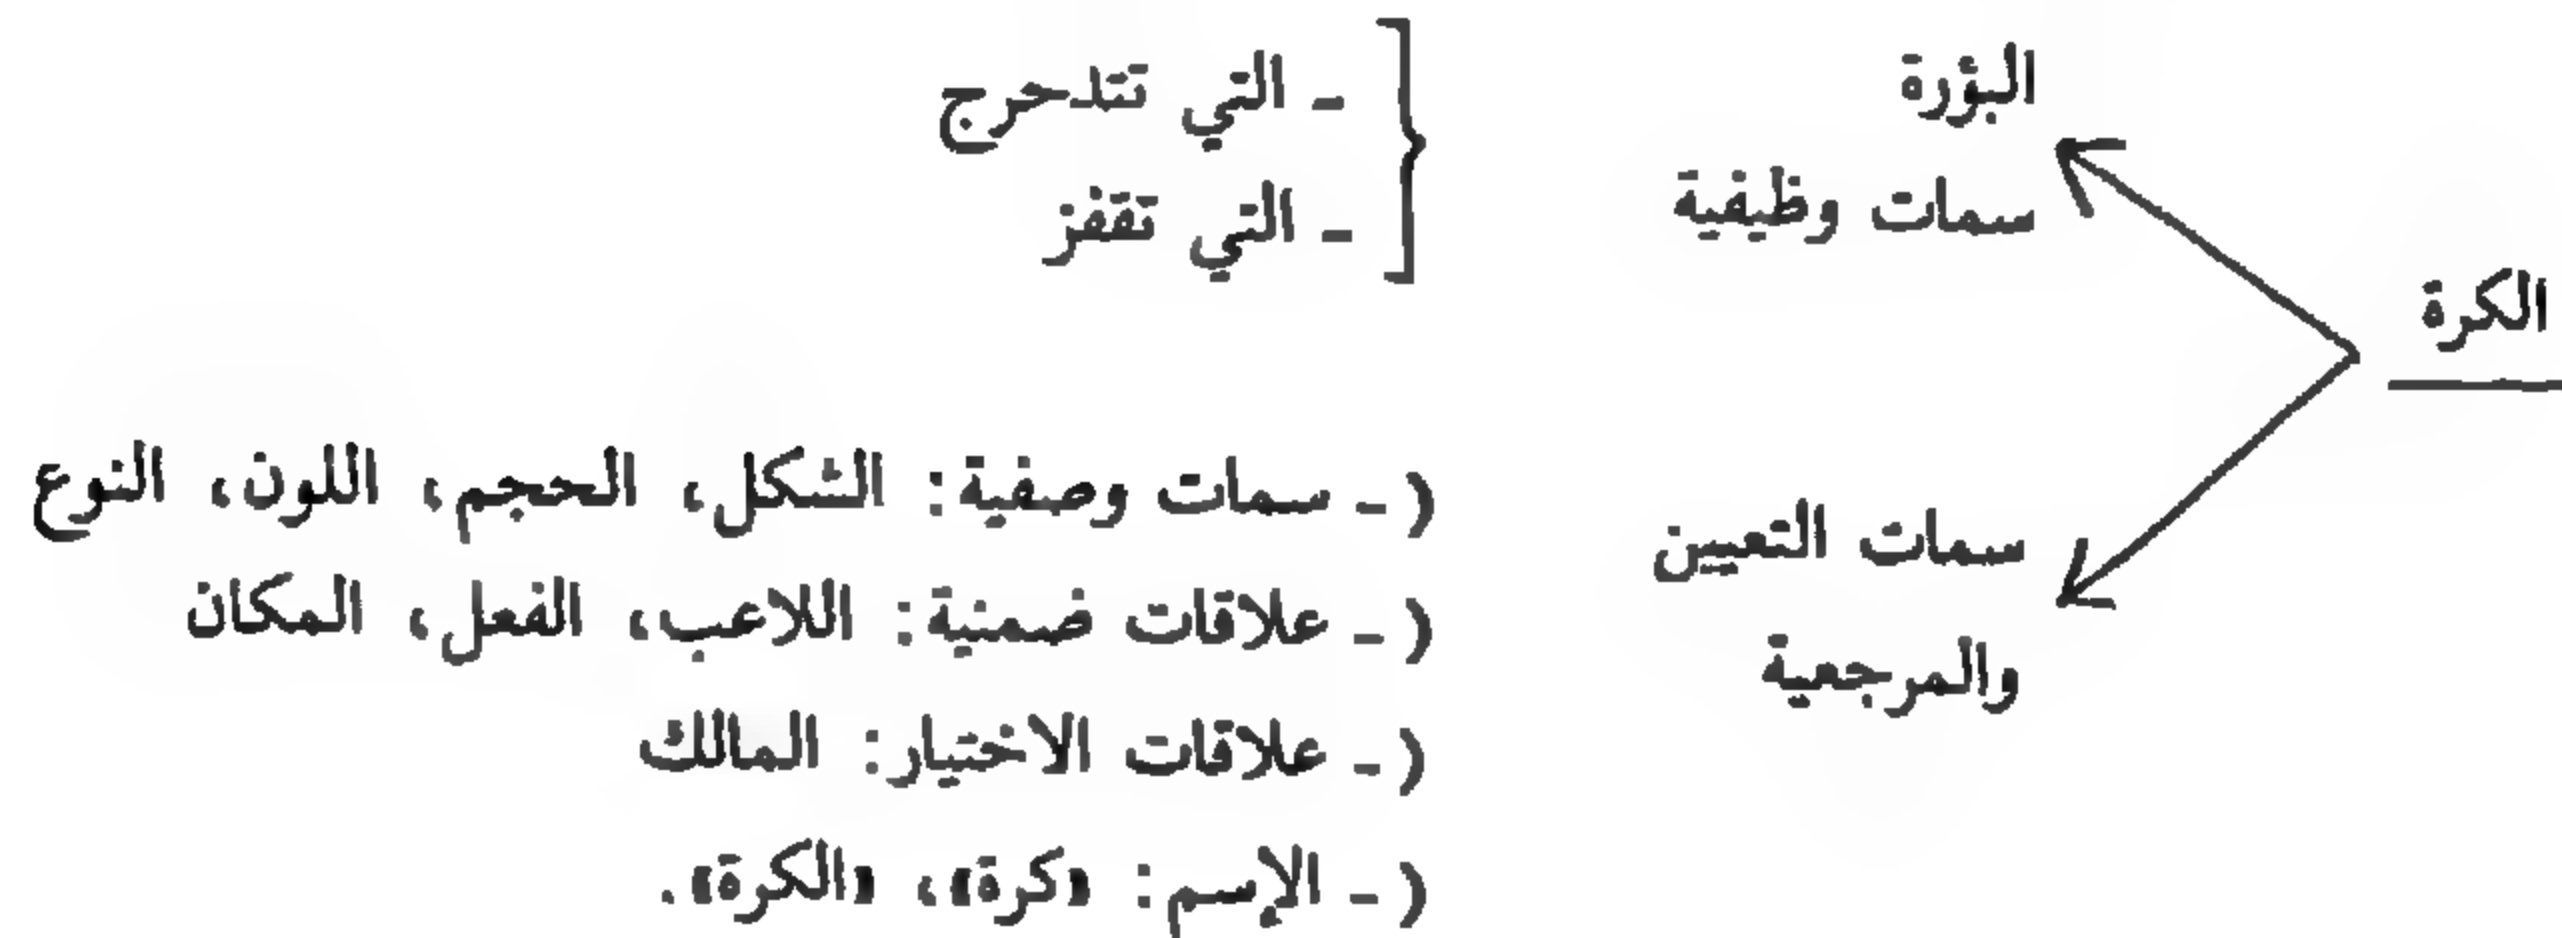 الكرة
البؤرة
سمات وظيفية
- التي تتدحرج
- التي تقفز
سمات التعيين
والمرجعية
( - سمات وصفية: الشكل، الحجم، اللون، النوع
( - علاقات ضمنية: اللاعب، الفعل، المكان
( - علاقات الاختيار: المالك
( - الإسم: «كرة»، «الكرة».